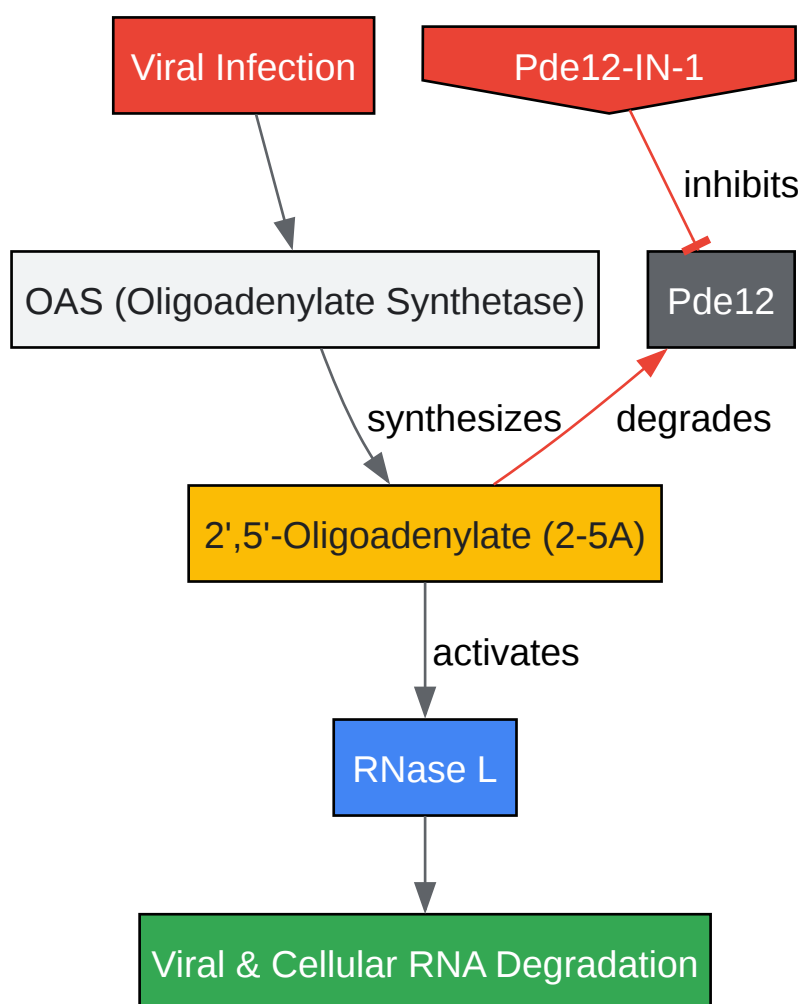 Viral Infection
Pde12-IN-1
inhibits
OAS (Oligoadenylate Synthetase)
Pde12
synthesizes
degrades
2',5'-Oligoadenylate (2-5A)
activates
RNase L
Viral & Cellular RNA Degradation